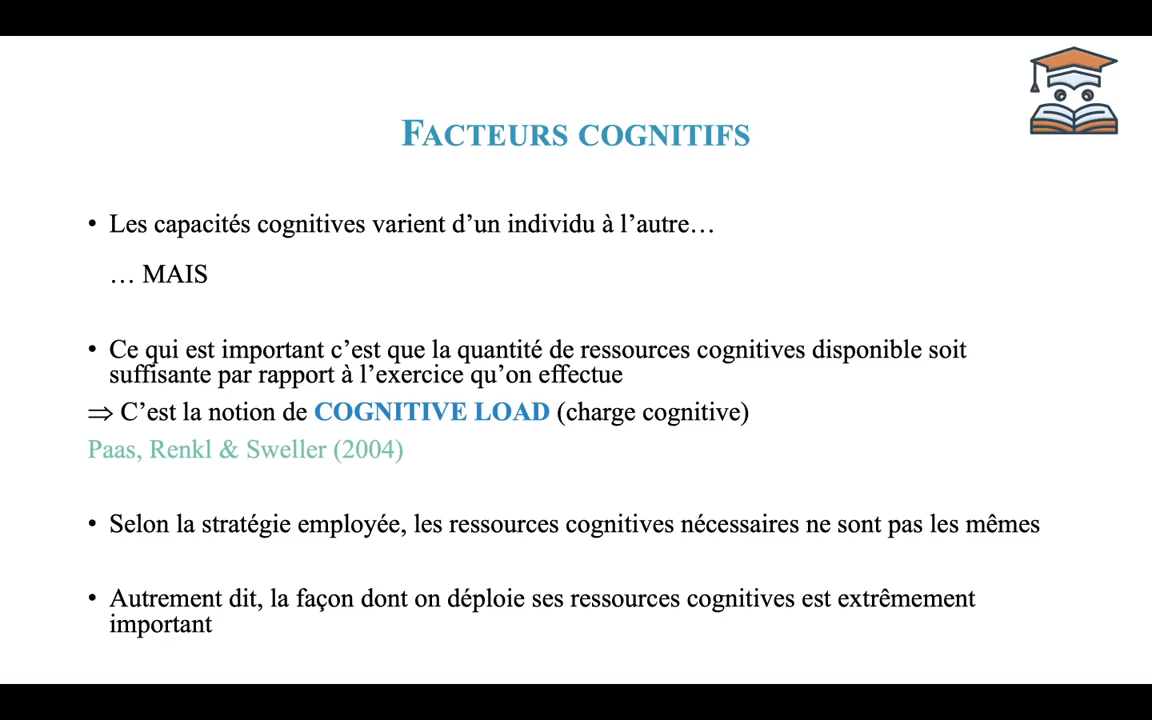 FACTEURS COGNITIFS
• Les capacités cognitives varient d’un individu à l’autre…
… MAIS
• Ce qui est important c’est que la quantité de ressources cognitives disponible soit
suffisante par rapport à l’exercice qu’on effectue
⇒ C’est la notion de COGNITIVE LOAD (charge cognitive)
Paas, Renkl & Sweller (2004)
• Selon la stratégie employée, les ressources cognitives nécessaires ne sont pas les mêmes
• Autrement dit, la façon dont on déploie ses ressources cognitives est extrêmement
important